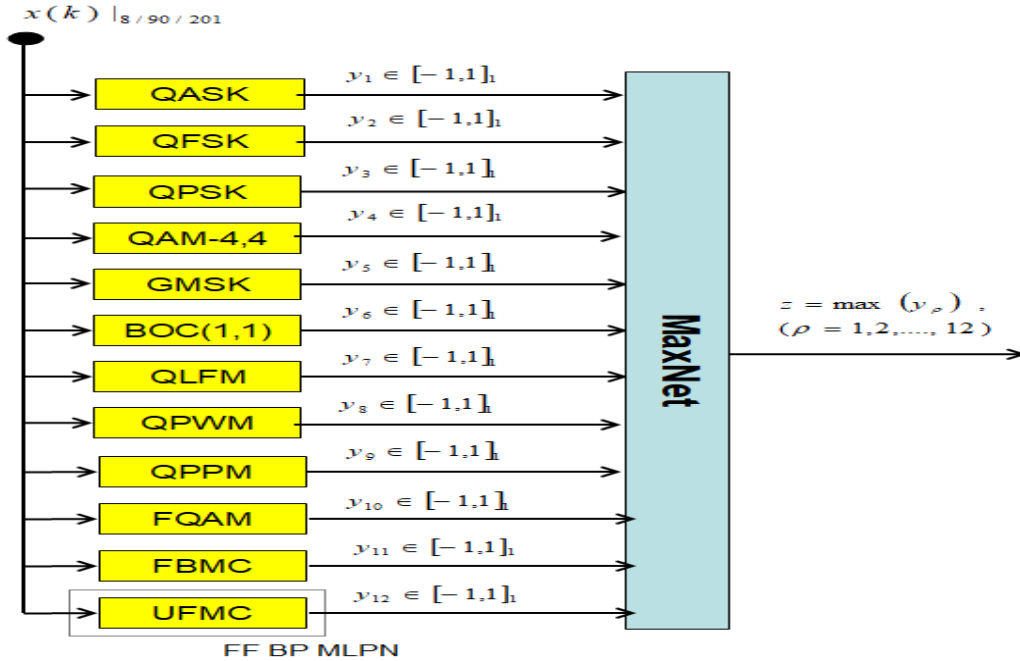 x(k)|8/90/201
QASK y1 ∈ [−1,1]1
QFSK y2 ∈ [−1,1]1
QPSK y3 ∈ [−1,1]1
QAM-4,4 y4 ∈ [−1,1]1
GMSK y5 ∈ [−1,1]1
BOC(1,1) y6 ∈ [−1,1]1
QLFM y7 ∈ [−1,1]1
QPWM y8 ∈ [−1,1]1
QPPM y9 ∈ [−1,1]1
FQAM y10 ∈ [−1,1]1
FBMC y11 ∈ [−1,1]1
UFMC y12 ∈ [−1,1]1
FF BP MLPN
MaxNet
z = max (yρ) ,
(ρ = 1,2,...., 12)